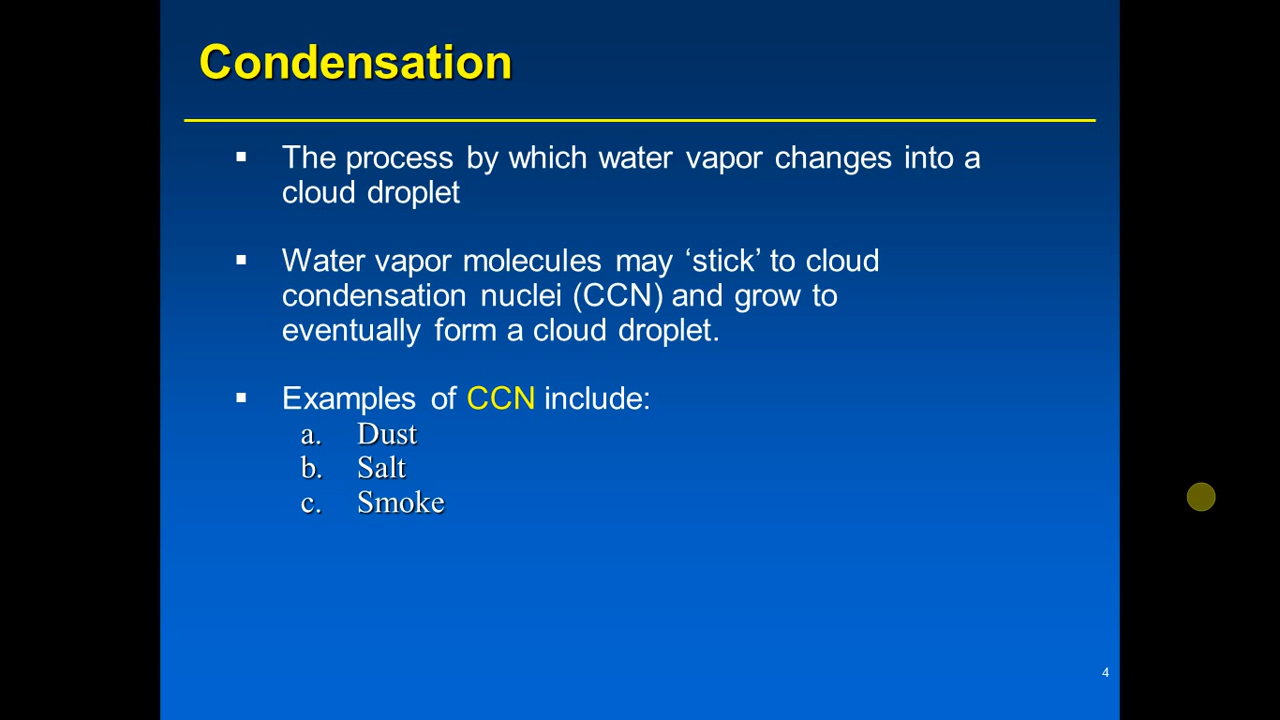 Condensation
▪ The process by which water vapor changes into a
cloud droplet
▪ Water vapor molecules may ‘stick’ to cloud
condensation nuclei (CCN) and grow to
eventually form a cloud droplet.
▪ Examples of CCN include:
a. Dust
b. Salt
c. Smoke
4